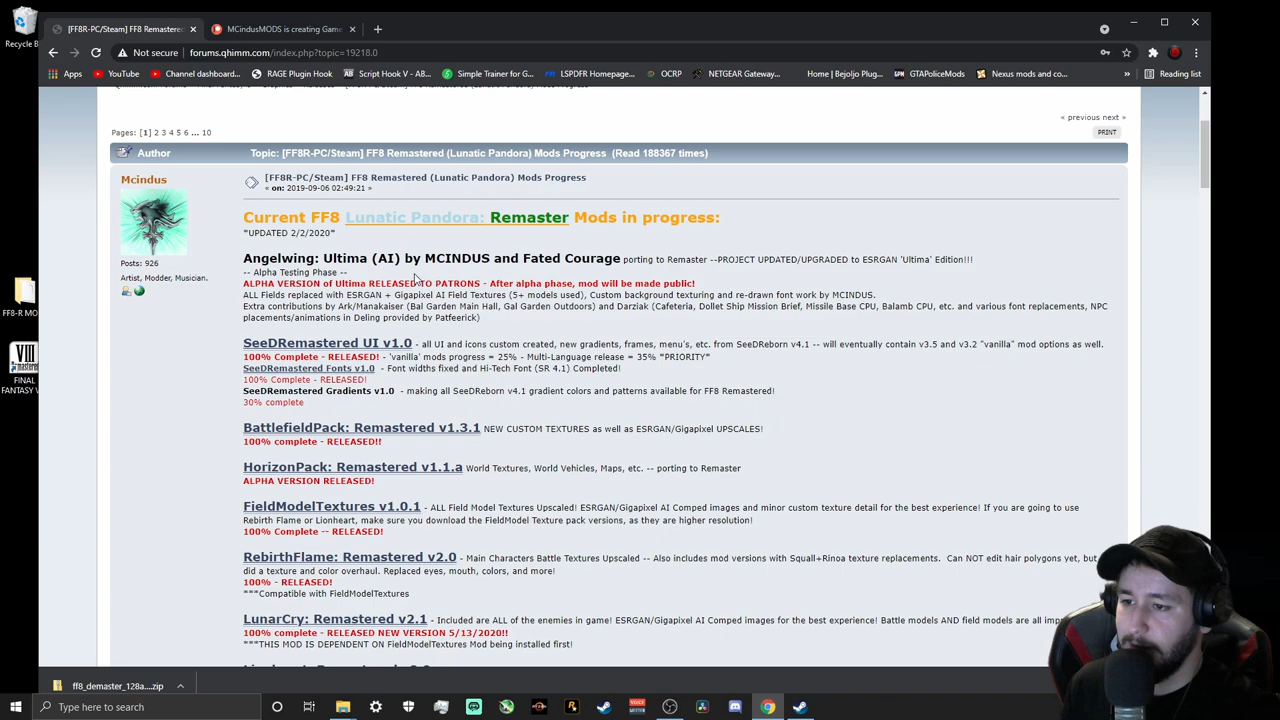 Recycle B
[FF8R-PC/Steam] FF8 Remastered
MCindusMODS is creating Game
Not secure
forums.qhimm.com/index.php?topic=19218.0
Apps
YouTube
Channel dashboard...
RAGE Plugin Hook
Script Hook V - AB...
Simple Trainer for G...
LSPDFR Homepage...
OCRP
NETGEAR Gateway...
Home | Bejoljo Plug...
GTAPoliceMods
Nexus mods and co...
»
Reading list
« previous next »
Pages: [1] 2 3 4 5 6 ... 10
PRINT
Author
Topic: [FF8R-PC/Steam] FF8 Remastered (Lunatic Pandora) Mods Progress (Read 188367 times)
Mcindus
Posts: 926
Artist, Modder, Musician.
[FF8R-PC/Steam] FF8 Remastered (Lunatic Pandora) Mods Progress
« on: 2019-09-06 02:49:21 »
Current FF8 Lunatic Pandora: Remaster Mods in progress:
*UPDATED 2/2/2020*
Angelwing: Ultima (AI) by MCINDUS and Fated Courage porting to Remaster --PROJECT UPDATED/UPGRADED to ESRGAN 'Ultima' Edition!!!
-- Alpha Testing Phase --
ALPHA VERSION of Ultima RELEASED TO PATRONS - After alpha phase, mod will be made public!
ALL Fields replaced with ESRGAN + Gigapixel AI Field Textures (5+ models used), Custom background texturing and re-drawn font work by MCINDUS.
Extra contributions by Ark/Manakaiser (Bal Garden Main Hall, Gal Garden Outdoors) and Darziak (Cafeteria, Dollet Ship Mission Brief, Missile Base CPU, Balamb CPU, etc. and various font replacements, NPC
placements/animations in Deling provided by Patfeerick)
SeeDRemastered UI v1.0 - all UI and icons custom created, new gradients, frames, menu's, etc. from SeeDReborn v4.1 -- will eventually contain v3.5 and v3.2 "vanilla" mod options as well.
100% Complete - RELEASED! - 'vanilla' mods progress = 25% - Multi-Language release = 35% *PRIORITY*
SeeDRemastered Fonts v1.0 - Font widths fixed and Hi-Tech Font (SR 4.1) Completed!
100% Complete - RELEASED!
SeeDRemastered Gradients v1.0 - making all SeeDReborn v4.1 gradient colors and patterns available for FF8 Remastered!
30% complete
BattlefieldPack: Remastered v1.3.1 NEW CUSTOM TEXTURES as well as ESRGAN/Gigapixel UPSCALES!
100% complete - RELEASED!!
HorizonPack: Remastered v1.1.a World Textures, World Vehicles, Maps, etc. -- porting to Remaster
ALPHA VERSION RELEASED!
FieldModelTextures v1.0.1 - ALL Field Model Textures Upscaled! ESRGAN/Gigapixel AI Comped images and minor custom texture detail for the best experience! If you are going to use
Rebirth Flame or Lionheart, make sure you download the FieldModel Texture pack versions, as they are higher resolution!
100% Complete -- RELEASED!
RebirthFlame: Remastered v2.0 - Main Characters Battle Textures Upscaled -- Also includes mod versions with Squall+Rinoa texture replacements. Can NOT edit hair polygons yet, but
did a texture and color overhaul. Replaced eyes, mouth, colors, and more!
100% - RELEASED!
***Compatible with FieldModelTextures
LunarCry: Remastered v2.1 - Included are ALL of the enemies in game! ESRGAN/Gigapixel AI Comped images for the best experience! Battle models AND field models are all
100% complete - RELEASED NEW VERSION 5/13/2020!!
***THIS MOD IS DEPENDENT ON FieldModelTextures Mod being installed first!
FF8-R MO
VIII
FINAL
FANTASY V
ff8_demaster_128a....zip
Type here to search